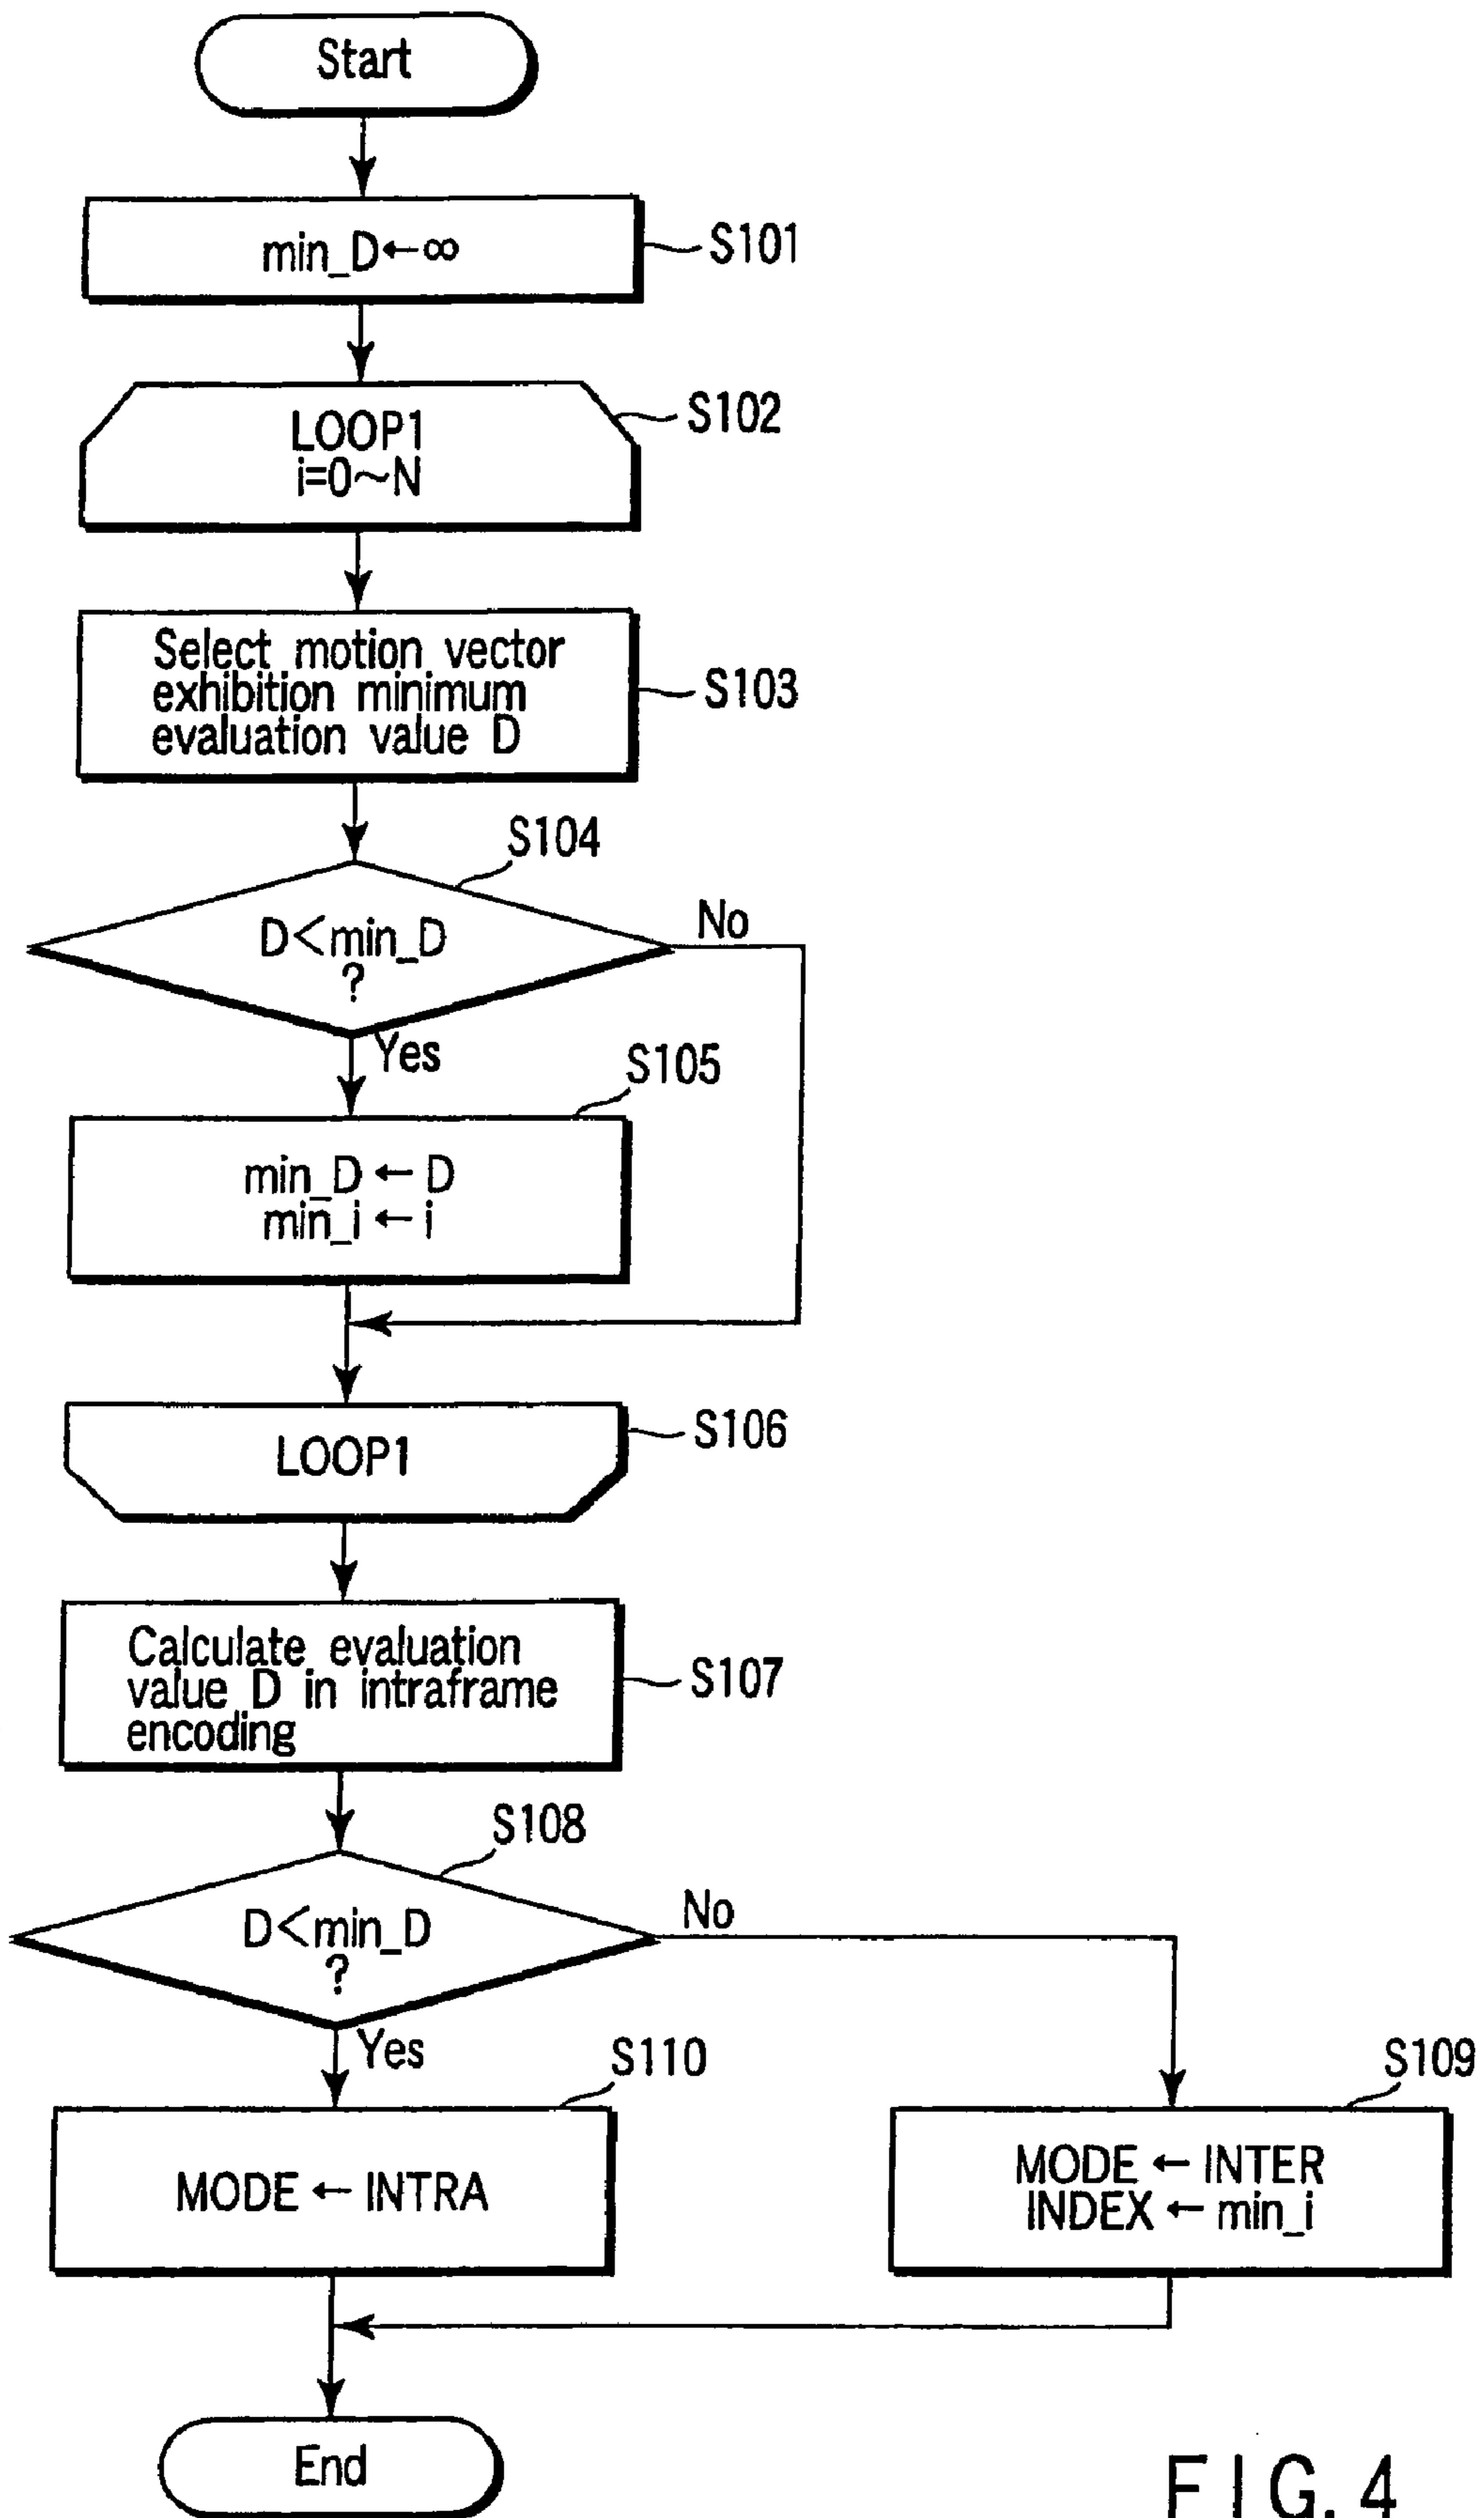 Start
min_D←∞
S101
LOOP1
i=0～N
S102
Select motion vector
exhibition minimum
evaluation value D
S103
S104
D<min_D
?
No
Yes
S105
min_D ← D
min_i ← i
LOOP1
S106
Calculate evaluation
value D in intraframe
encoding
S107
S108
D<min_D
?
No
Yes
S110
S109
MODE ← INTRA
MODE ← INTER
INDEX ← min_i
End
FIG. 4